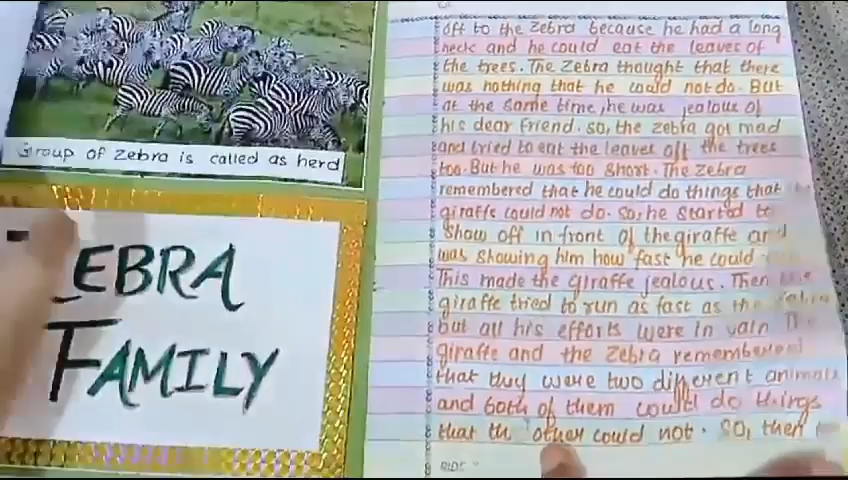 Group of zebra is called as herd
ZEBRA
FAMILY
off to the zebra because he had a long
neck and he could eat the leaves of
the trees. The zebra thought that there
was nothing that he could not do. But
at the same time, he was jealous of
his dear friend. so, the zebra got mad
and tried to eat the leaves off the trees
too. But he was too short. The zebra
remembered that he could do things that the
giraffe could not do. So, he started to
show off in front of the giraffe and
was showing him how fast he could
This made the giraffe jealous. Then the
giraffe tried to run as fast as the zebra
but all his efforts were in vain The
giraffe and the zebra remembered
that they were two different animals
and both of them could do things
that th other could not. So, then